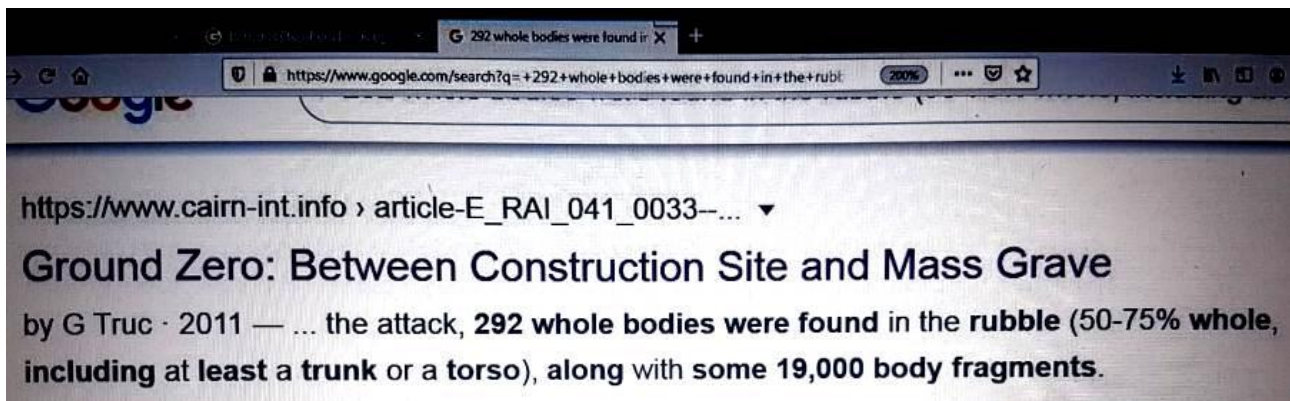 292 whole bodies were found ir
https://www.google.com/search?q=+292+whole+bodies+were+found+in+the+rubl 200%
Google
https://www.cairn-int.info › article-E_RAI_041_0033--...
Ground Zero: Between Construction Site and Mass Grave
by G Truc · 2011 — ... the attack, 292 whole bodies were found in the rubble (50-75% whole,
including at least a trunk or a torso), along with some 19,000 body fragments.